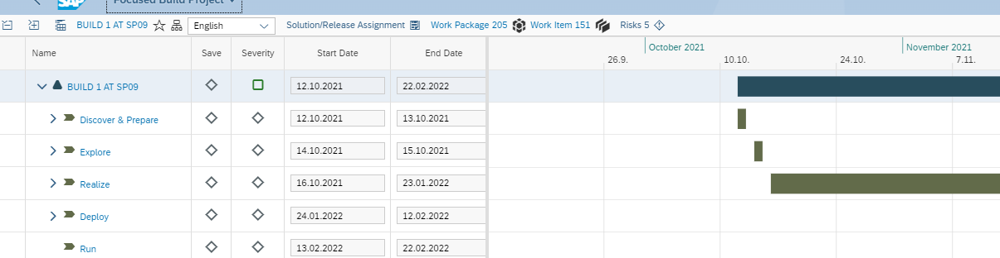 SAP Focused Build Project
BUILD 1 AT SP09 English Solution/Release Assignment Work Package 205 Work Item 151 Risks 5
October 2021 November 2021
Name Save Severity Start Date End Date 26.9. 10.10. 24.10. 7.11.
BUILD 1 AT SP09 12.10.2021 22.02.2022
Discover & Prepare 12.10.2021 13.10.2021
Explore 14.10.2021 15.10.2021
Realize 16.10.2021 23.01.2022
Deploy 24.01.2022 12.02.2022
Run 13.02.2022 22.02.2022